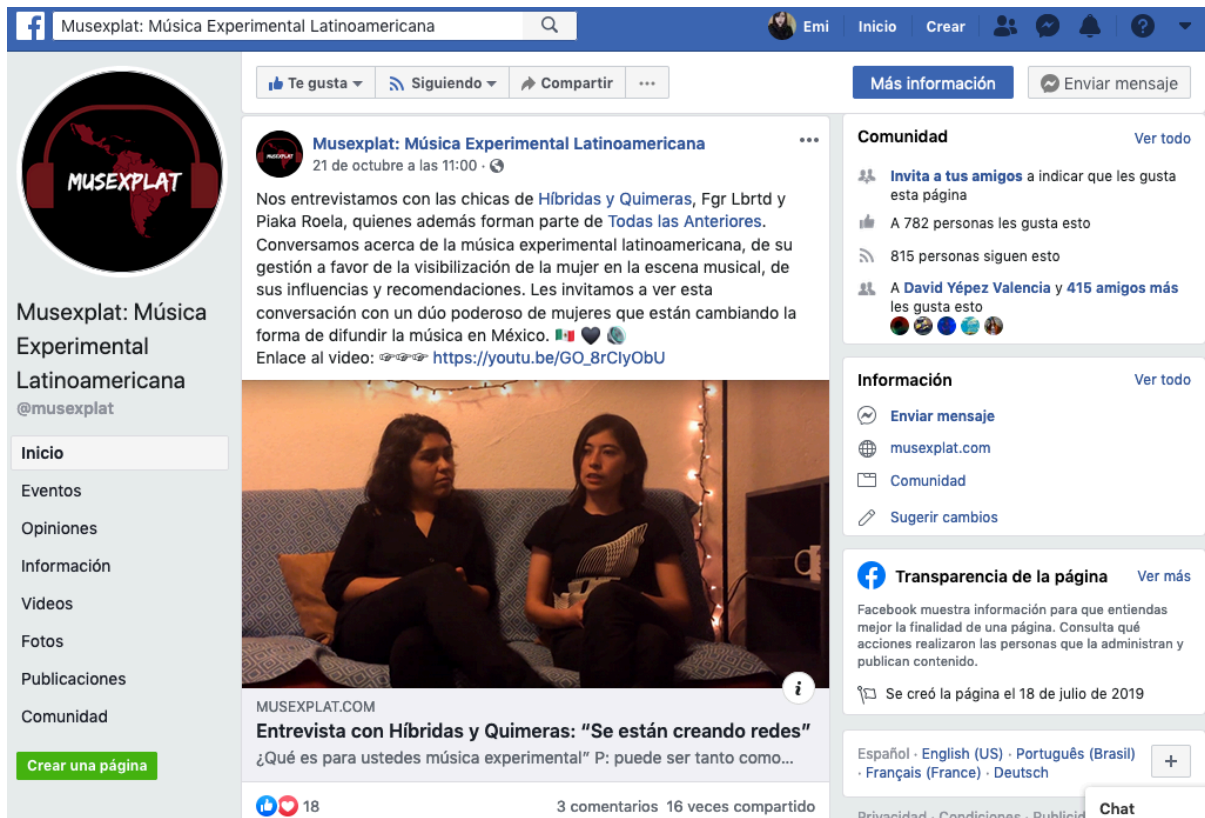 Musexplat: Música Experimental Latinoamericana
Emi
Inicio
Crear
MUSEXPLAT
Musexplat: Música
Experimental
Latinoamericana
@musexplat
Inicio
Eventos
Opiniones
Información
Videos
Fotos
Publicaciones
Comunidad
Crear una página
Te gusta
Siguiendo
Compartir
Más información
Enviar mensaje
MUSEXPLAT
Musexplat: Música Experimental Latinoamericana
21 de octubre a las 11:00 ·
Nos entrevistamos con las chicas de Híbridas y Quimeras, Fgr Lbrtd y
Piaka Roela, quienes además forman parte de Todas las Anteriores.
Conversamos acerca de la música experimental latinoamericana, de su
gestión a favor de la visibilización de la mujer en la escena musical, de
sus influencias y recomendaciones. Les invitamos a ver esta
conversación con un dúo poderoso de mujeres que están cambiando la
forma de difundir la música en México. 🇲🇽 🖤 🔊
Enlace al video: 👉👉👉 https://youtu.be/GO_8rClyObU
MUSEXPLAT.COM
Entrevista con Híbridas y Quimeras: “Se están creando redes”
¿Qué es para ustedes música experimental” P: puede ser tanto como...
18
3 comentarios 16 veces compartido
Comunidad
Ver todo
Invita a tus amigos a indicar que les gusta
esta página
A 782 personas les gusta esto
815 personas siguen esto
A David Yépez Valencia y 415 amigos más
les gusta esto
Información
Ver todo
Enviar mensaje
musexplat.com
Comunidad
Sugerir cambios
Transparencia de la página
Ver más
Facebook muestra información para que entiendas
mejor la finalidad de una página. Consulta qué
acciones realizaron las personas que la administran y
publican contenido.
Se creó la página el 18 de julio de 2019
Español · English (US) · Português (Brasil)
· Français (France) · Deutsch
Privacidad · Condiciones · Publicid
Chat